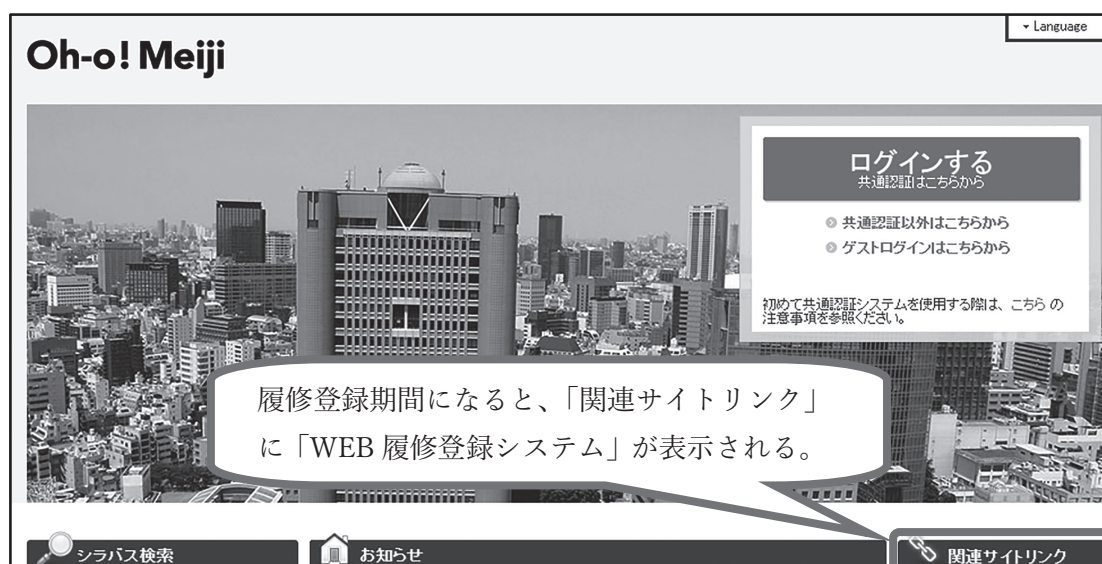 ▾ Language
Oh-o! Meiji
ログインする
共通認証はこちらから
共通認証以外はこちらから
ゲストログインはこちらから
初めて共通認証システムを使用する際は、こちら の
注意事項を参照ください。
履修登録期間になると、「関連サイトリンク」
に「WEB 履修登録システム」が表示される。
シラバス検索
お知らせ
関連サイトリンク